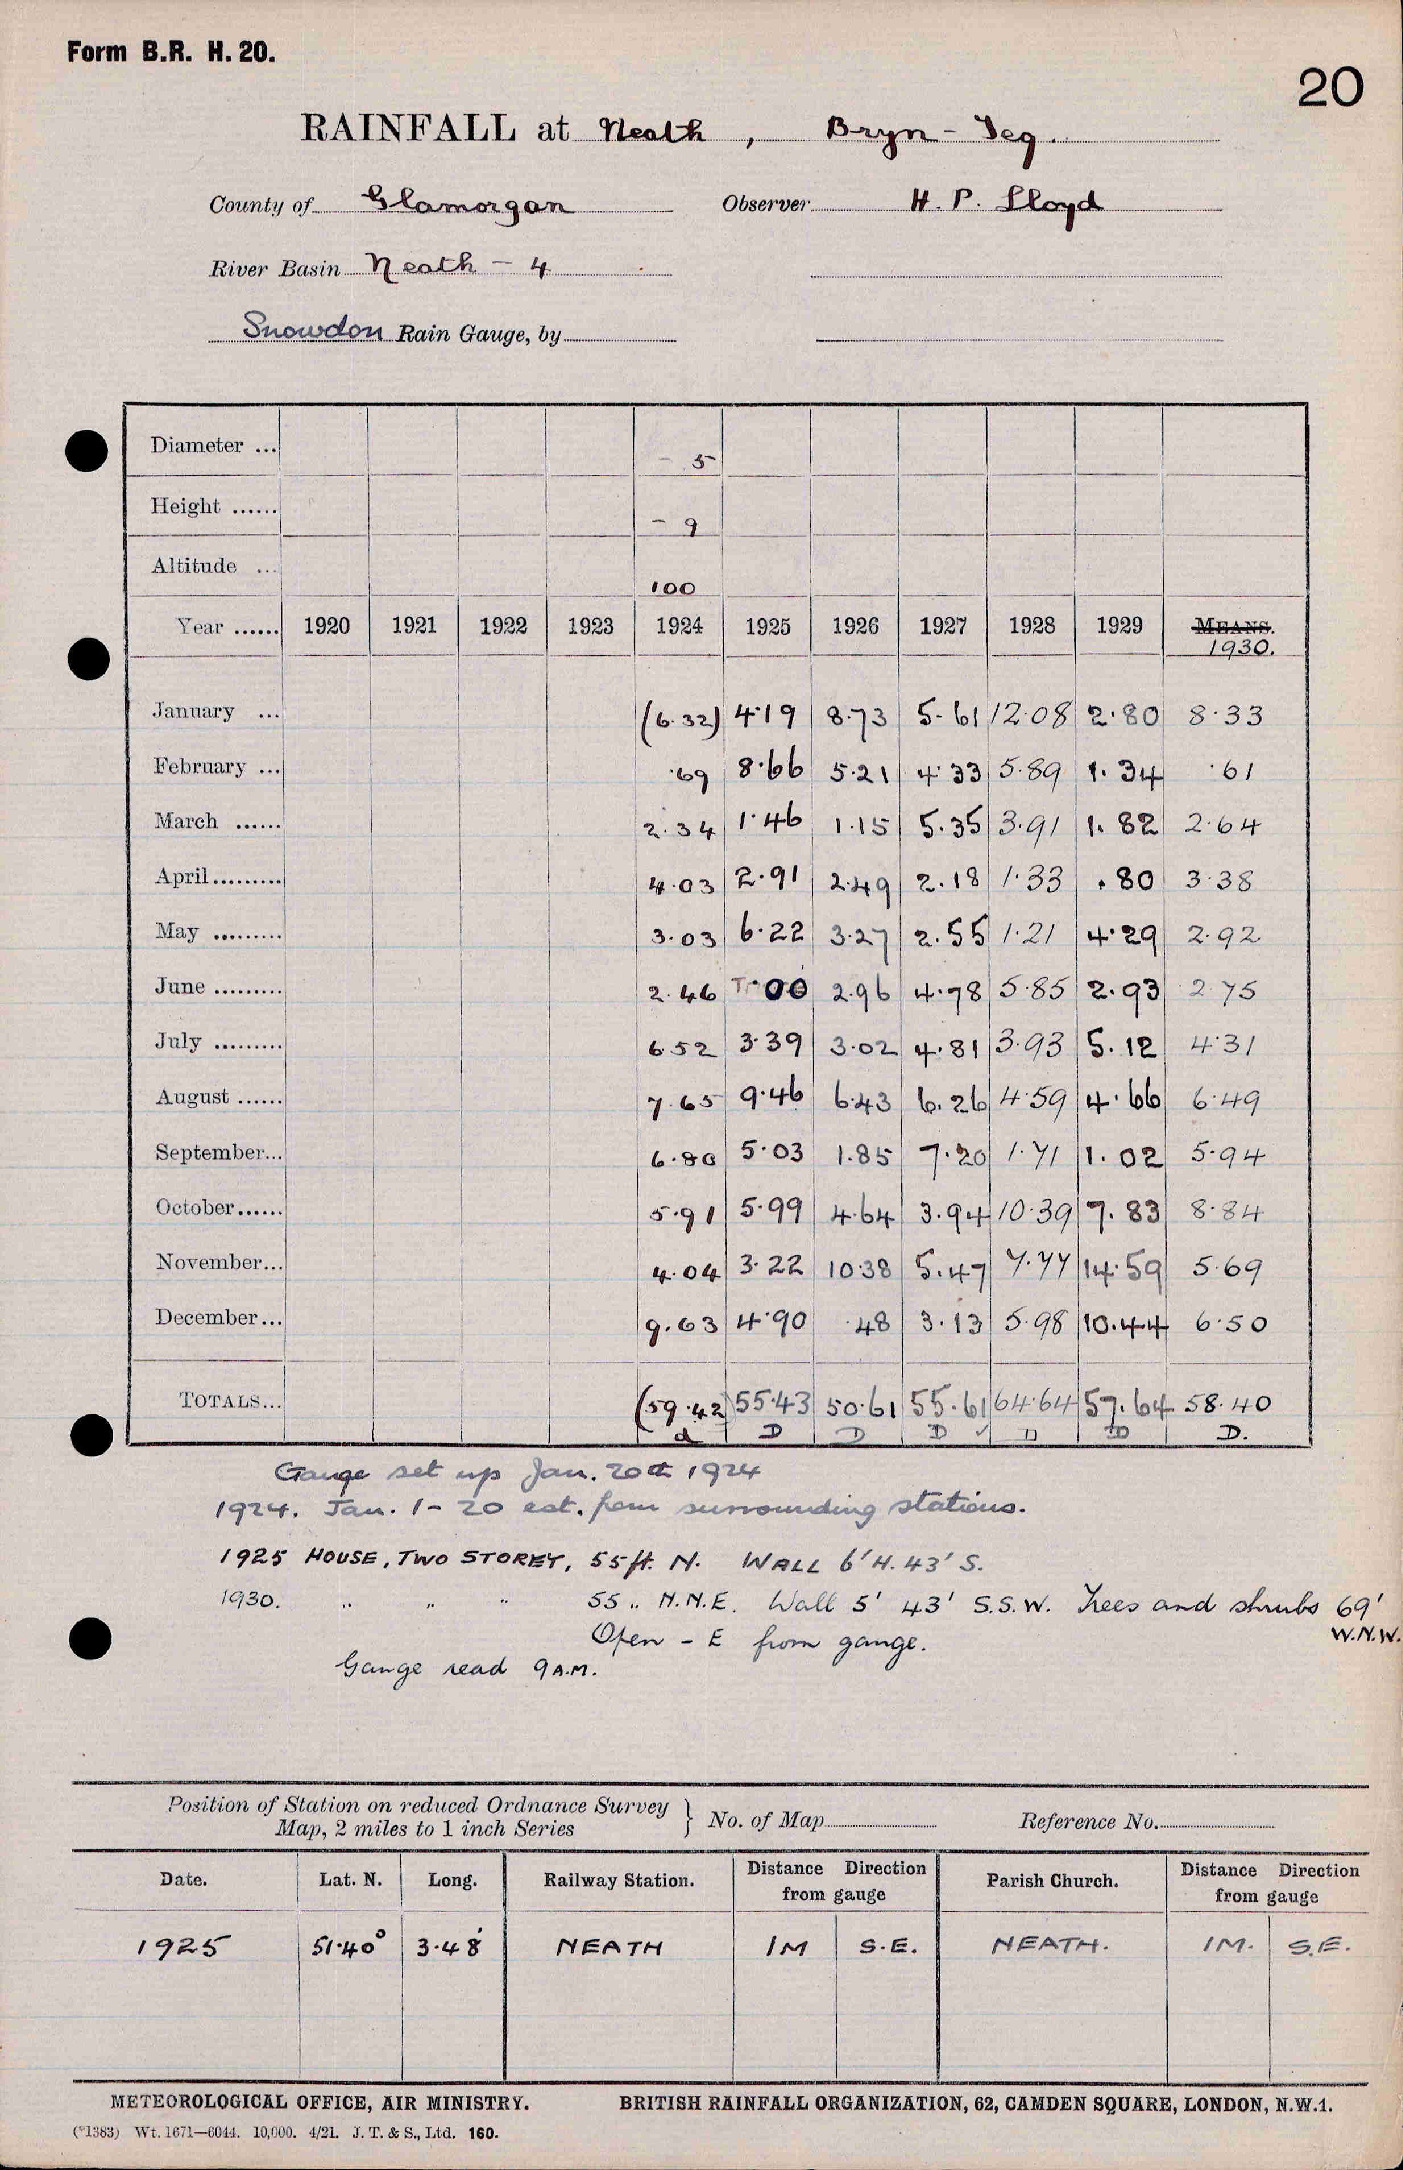 Form B.R. H. 20.
20
RAINFALL at Neath, Bryn-Teg.
County of Glamorgan Observer H. P. Lloyd
River Basin Neath - 4
Snowdon Rain Gauge, by
Diameter ... - 5
Height ...... - 9
Altitude ... 100
Year ...... 1920 1921 1922 1923 1924 1925 1926 1927 1928 1929 MEANS.
1930.
January ... (6.32) 4.19 8.73 5.61 12.08 2.80 8.33
February ... .69 8.66 5.21 4.33 5.89 1.34 .61
March ...... 2.34 1.46 1.15 5.35 3.91 1.82 2.64
April......... 4.03 2.91 2.49 2.18 1.33 .80 3.38
May ......... 3.03 6.22 3.27 2.55 1.21 4.29 2.92
June ......... 2.46 .00 2.96 4.78 5.85 2.93 2.75
July ......... 6.52 3.39 3.02 4.81 3.93 5.12 4.31
August ...... 7.65 9.46 6.43 6.26 4.59 4.66 6.49
September... 6.80 5.03 1.85 7.20 1.71 1.02 5.94
October...... 5.91 5.99 4.64 3.94 10.39 7.83 8.84
November... 4.04 3.22 10.38 5.47 7.77 14.59 5.69
December... 9.63 4.90 .48 3.13 5.98 10.44 6.50
TOTALS... (59.42) 55.43 50.61 55.61 64.64 57.64 58.40
d D D D ✓ D D D.
Gauge set up Jan. 20th 1924
1924. Jan. 1- 20 est. from surrounding stations.
1925 HOUSE, TWO STOREY, 55ft. N. WALL 6' H. 43' S.
1930. " " " 55 " N.N.E. Wall 5' 43' S.S.W. Trees and shrubs 69'
W.N.W.
Open - E from gauge.
Gauge read 9 A.M.
Position of Station on reduced Ordnance Survey
Map, 2 miles to 1 inch Series } No. of Map Reference No.
Date. Lat. N. Long. Railway Station. Distance Direction from gauge Parish Church. Distance Direction from gauge
1925 51.40° 3.48' NEATH 1M S.E. NEATH. 1M. S.E.
METEOROLOGICAL OFFICE, AIR MINISTRY. BRITISH RAINFALL ORGANIZATION, 62, CAMDEN SQUARE, LONDON, N.W.1.
(*1383) Wt. 1671—6044. 10,000. 4/21. J. T. & S., Ltd. 160.